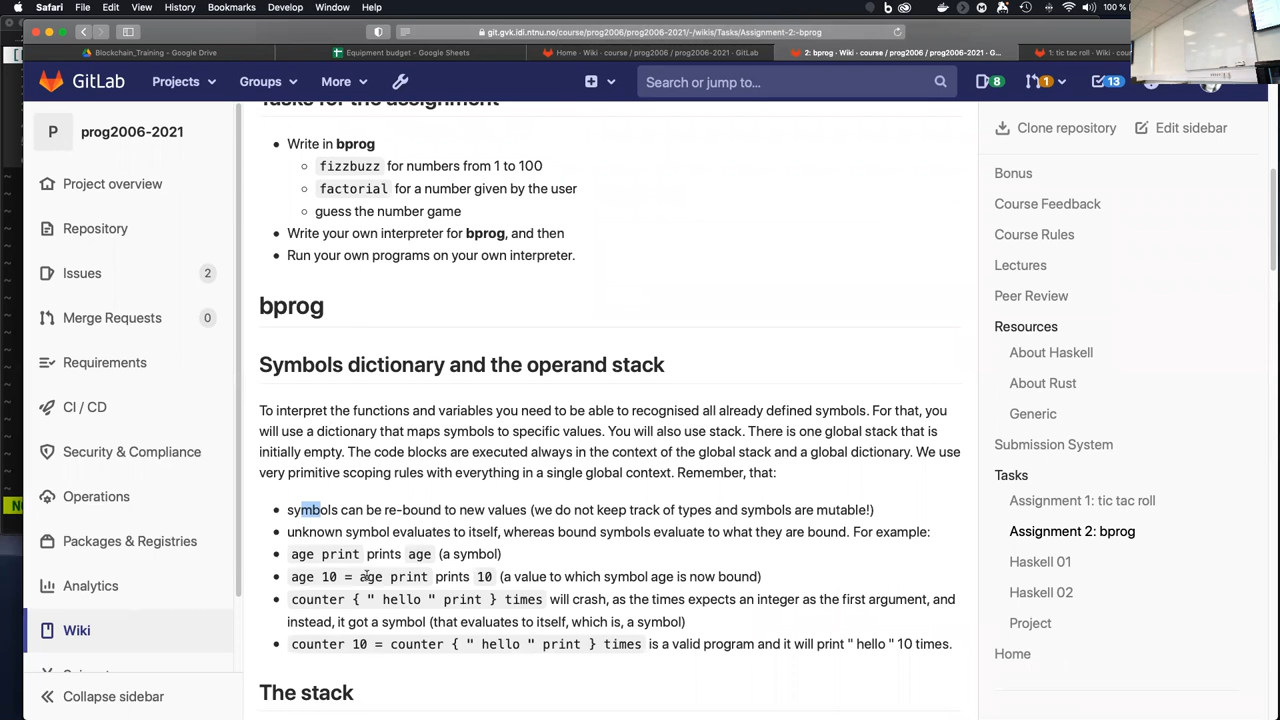 Safari File Edit View History Bookmarks Develop Window Help 100 %
git.gvk.idi.ntnu.no/course/prog2006/prog2006-2021/-/wikis/Tasks/Assignment-2:-bprog
Blockchain_Training – Google Drive Equipment budget - Google Sheets Home · Wiki · course / prog2006 / prog2006-2021 · GitLab 2: bprog · Wiki · course / prog2006 / prog2006-2021 · G... 1: tic tac roll · Wiki · cour
GitLab Projects Groups More Search or jump to... 8 1 13
Tasks for the assignment
P prog2006-2021
Project overview
Repository
Issues 2
Merge Requests 0
Requirements
CI / CD
Security & Compliance
Operations
Packages & Registries
Analytics
Wiki
Collapse sidebar
• Write in bprog
◦ fizzbuzz for numbers from 1 to 100
◦ factorial for a number given by the user
◦ guess the number game
• Write your own interpreter for bprog, and then
• Run your own programs on your own interpreter.
bprog
Symbols dictionary and the operand stack
To interpret the functions and variables you need to be able to recognised all already defined symbols. For that, you
will use a dictionary that maps symbols to specific values. You will also use stack. There is one global stack that is
initially empty. The code blocks are executed always in the context of the global stack and a global dictionary. We use
very primitive scoping rules with everything in a single global context. Remember, that:
• symbols can be re-bound to new values (we do not keep track of types and symbols are mutable!)
• unknown symbol evaluates to itself, whereas bound symbols evaluate to what they are bound. For example:
• age print prints age (a symbol)
• age 10 = age print prints 10 (a value to which symbol age is now bound)
• counter { " hello " print } times will crash, as the times expects an integer as the first argument, and
instead, it got a symbol (that evaluates to itself, which is, a symbol)
• counter 10 = counter { " hello " print } times is a valid program and it will print " hello " 10 times.
The stack
Clone repository Edit sidebar
Bonus
Course Feedback
Course Rules
Lectures
Peer Review
Resources
About Haskell
About Rust
Generic
Submission System
Tasks
Assignment 1: tic tac roll
Assignment 2: bprog
Hokull 01
Hokull 02
Project
Home